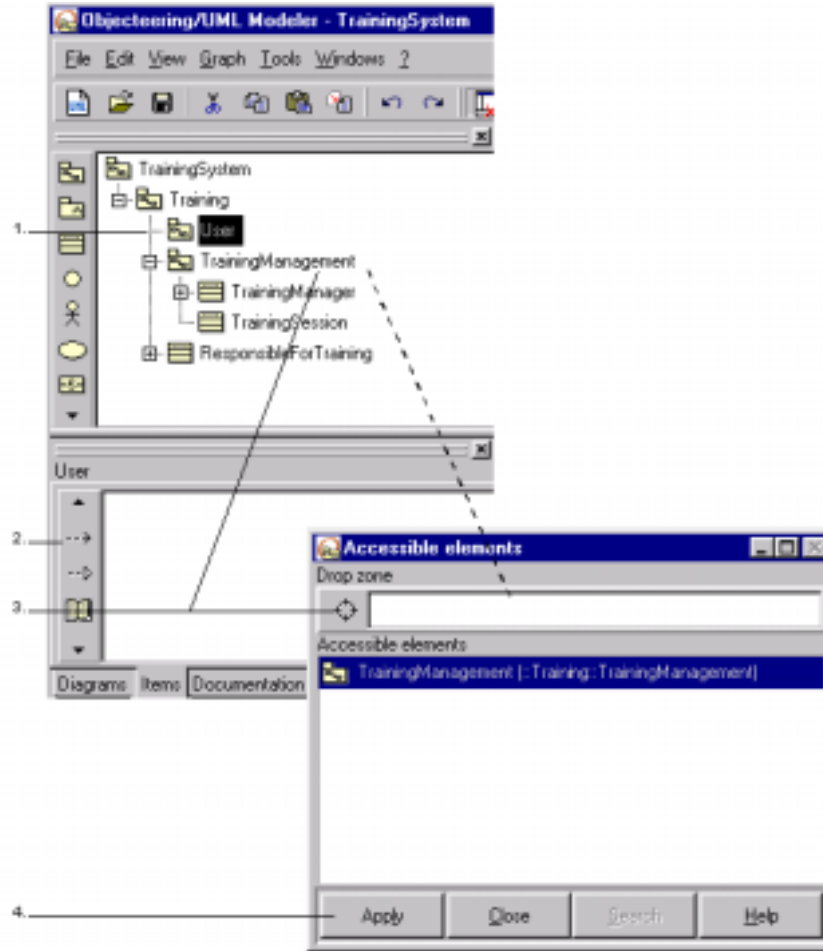 Objecteering/UML Modeler - TrainingSystem
File Edit View Graph Tools Windows ?
TrainingSystem
Training
1.
User
TrainingManagement
TrainingManager
TrainingSession
ResponsibleForTraining
User
2.
Accessible elements
Drop zone
3.
Accessible elements
TrainingManagement (::Training::TrainingManagement)
Diagrams Items Documentation
4.
Apply Close Search Help